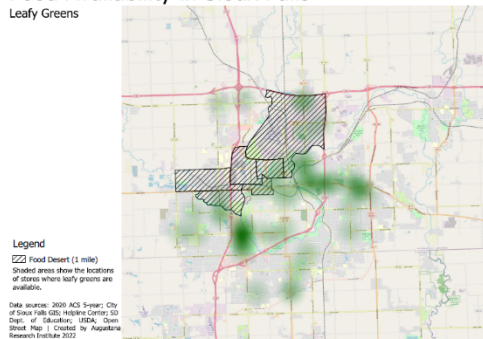 Leafy Greens
Legend
Food Desert (1 mile)
Shaded areas show the locations
of stores where leafy greens are
available.
Data sources: 2020 ACS 5-year; City
of Sioux Falls GIS; Helpline Center; SD
Dept. of Education; USDA; Open
Street Map | Created by Augustana
Research Institute 2022